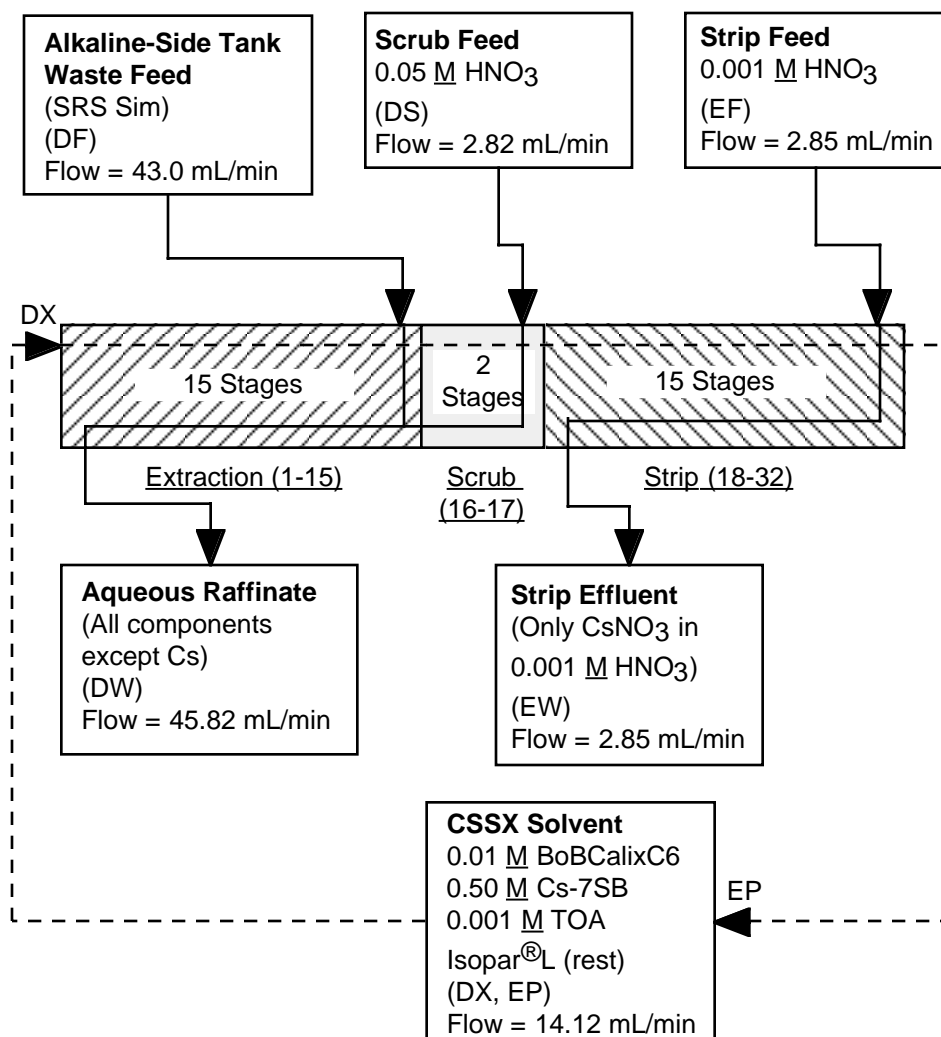 Alkaline-Side Tank
Waste Feed
(SRS Sim)
(DF)
Flow = 43.0 mL/min
Scrub Feed
0.05 M HNO3
(DS)
Flow = 2.82 mL/min
Strip Feed
0.001 M HNO3
(EF)
Flow = 2.85 mL/min
DX
15 Stages
2
Stages
15 Stages
Extraction (1-15)
Scrub
(16-17)
Strip (18-32)
Aqueous Raffinate
(All components
except Cs)
(DW)
Flow = 45.82 mL/min
Strip Effluent
(Only CsNO3 in
0.001 M HNO3)
(EW)
Flow = 2.85 mL/min
CSSX Solvent
0.01 M BoBCalixC6
0.50 M Cs-7SB
0.001 M TOA
Isopar®L (rest)
(DX, EP)
Flow = 14.12 mL/min
EP